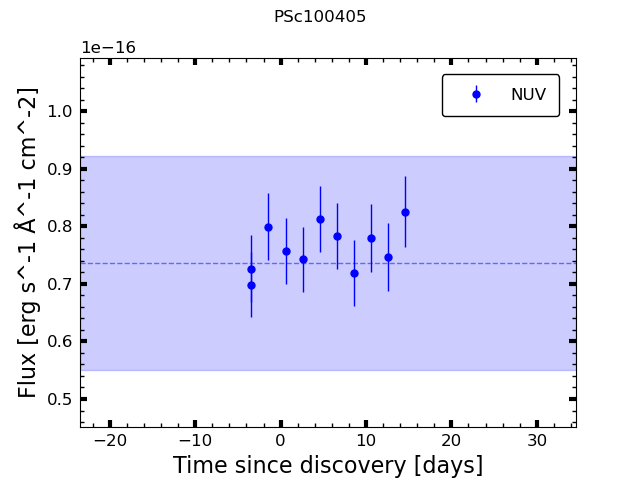 PSc100405
1e−16
NUV
1.0
0.9
0.8
0.7
0.6
0.5
Flux [erg s^-1 Å^-1 cm^-2]
−20
−10
0
10
20
30
Time since discovery [days]